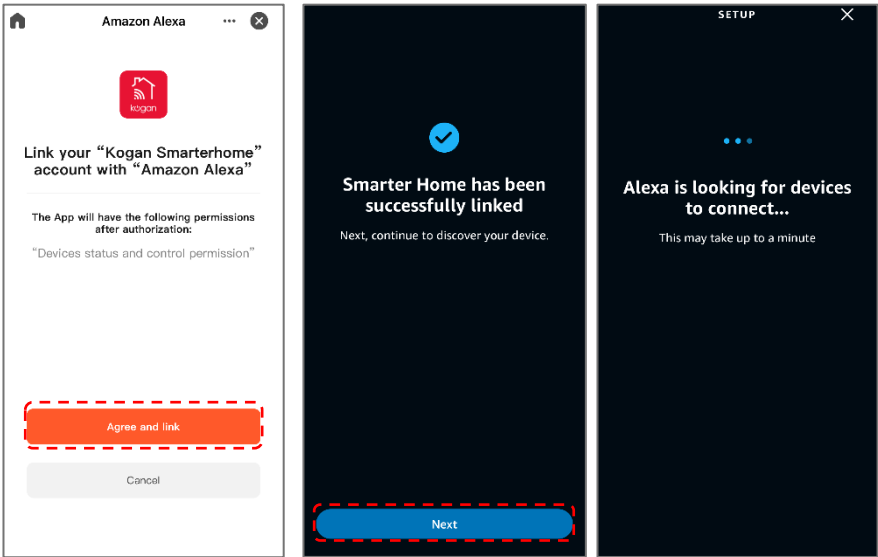 Amazon Alexa
kogan
Link your “Kogan Smarterhome”
account with “Amazon Alexa”
The App will have the following permissions
after authorization:
“Devices status and control permission”
Agree and link
Cancel
Smarter Home has been
successfully linked
Next, continue to discover your device.
Next
SETUP
Alexa is looking for devices
to connect...
This may take up to a minute